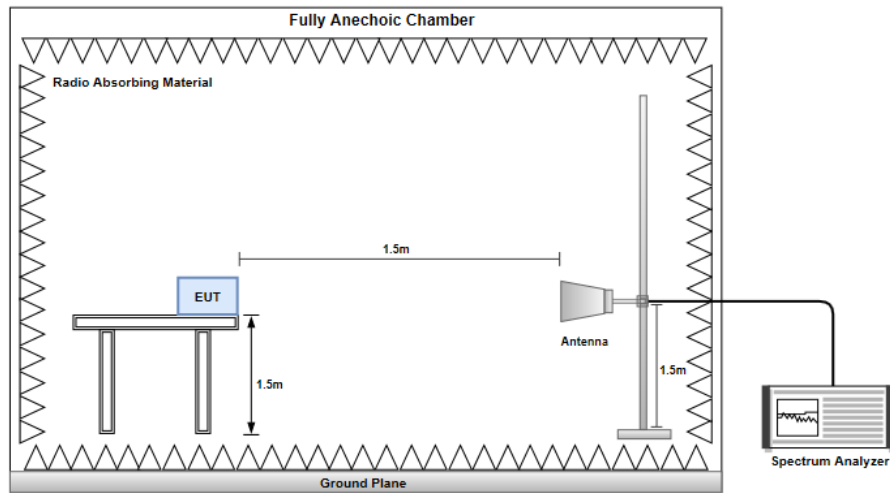 Fully Anechoic Chamber
Radio Absorbing Material
1.5m
EUT
Antenna
1.5m
1.5m
Spectrum Analyzer
Ground Plane